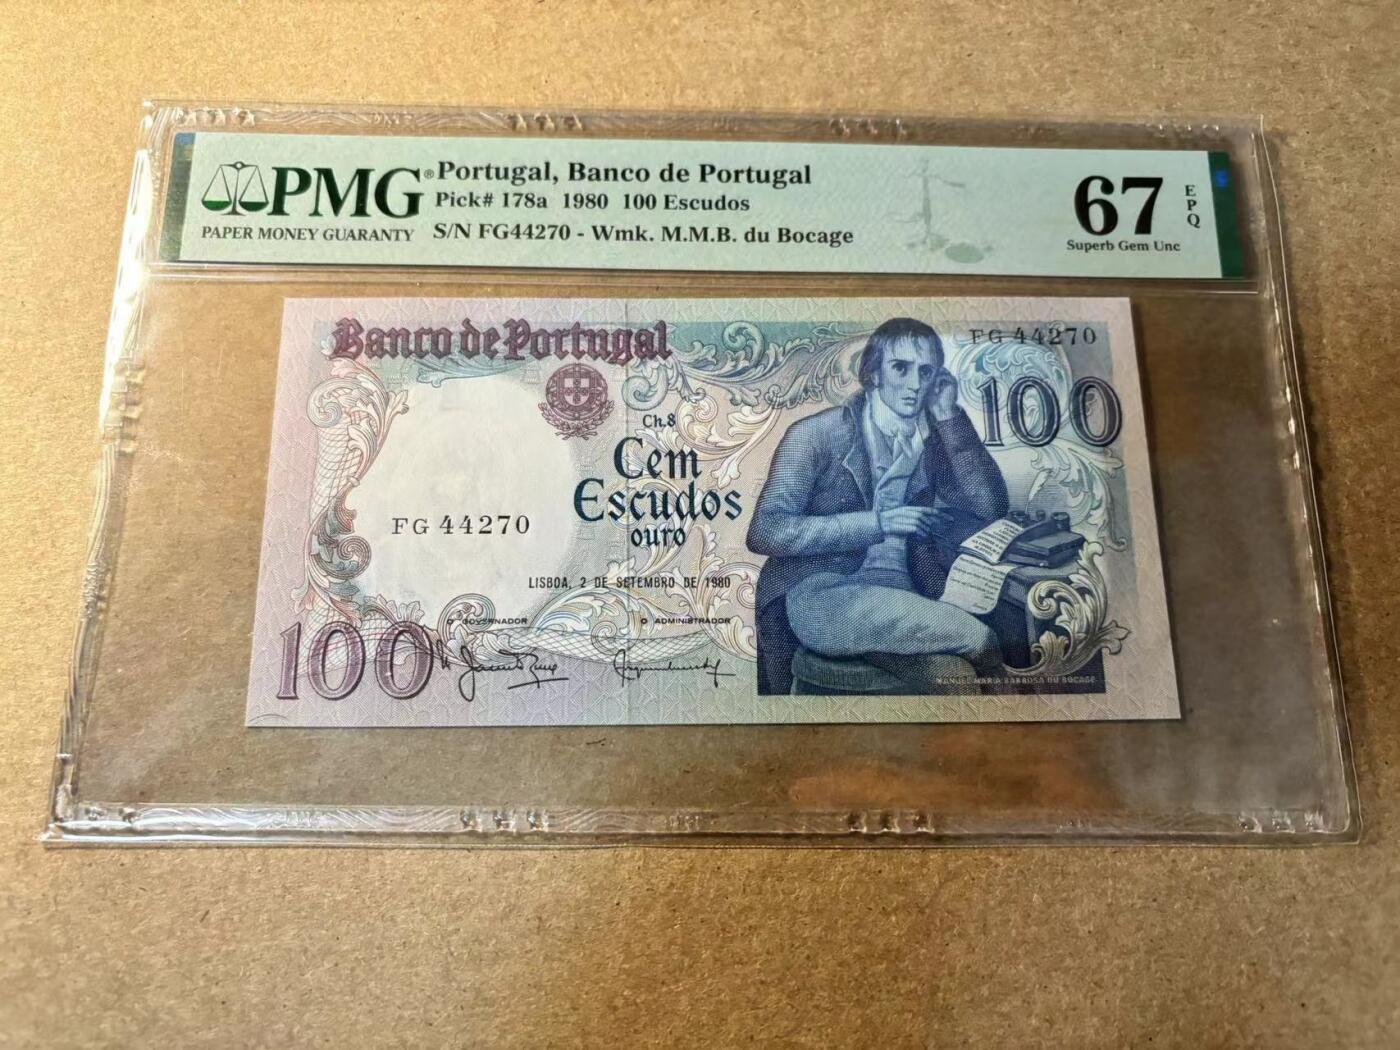 PMG®
PAPER MONEY GUARANTY
Portugal, Banco de Portugal
Pick# 178a 1980 100 Escudos
S/N FG44270 - Wmk. M.M.B. du Bocage
67
EPQ
Superb Gem Unc
Banco de Portugal
FG 44270
100
Ch.8
Cem
Escudos
ouro
FG 44270
LISBOA, 2 DE SETEMBRO DE 1980
O GOVERNADOR
O ADMINISTRADOR
100
MANUEL MARIA BARBOSA DU BOCAGE